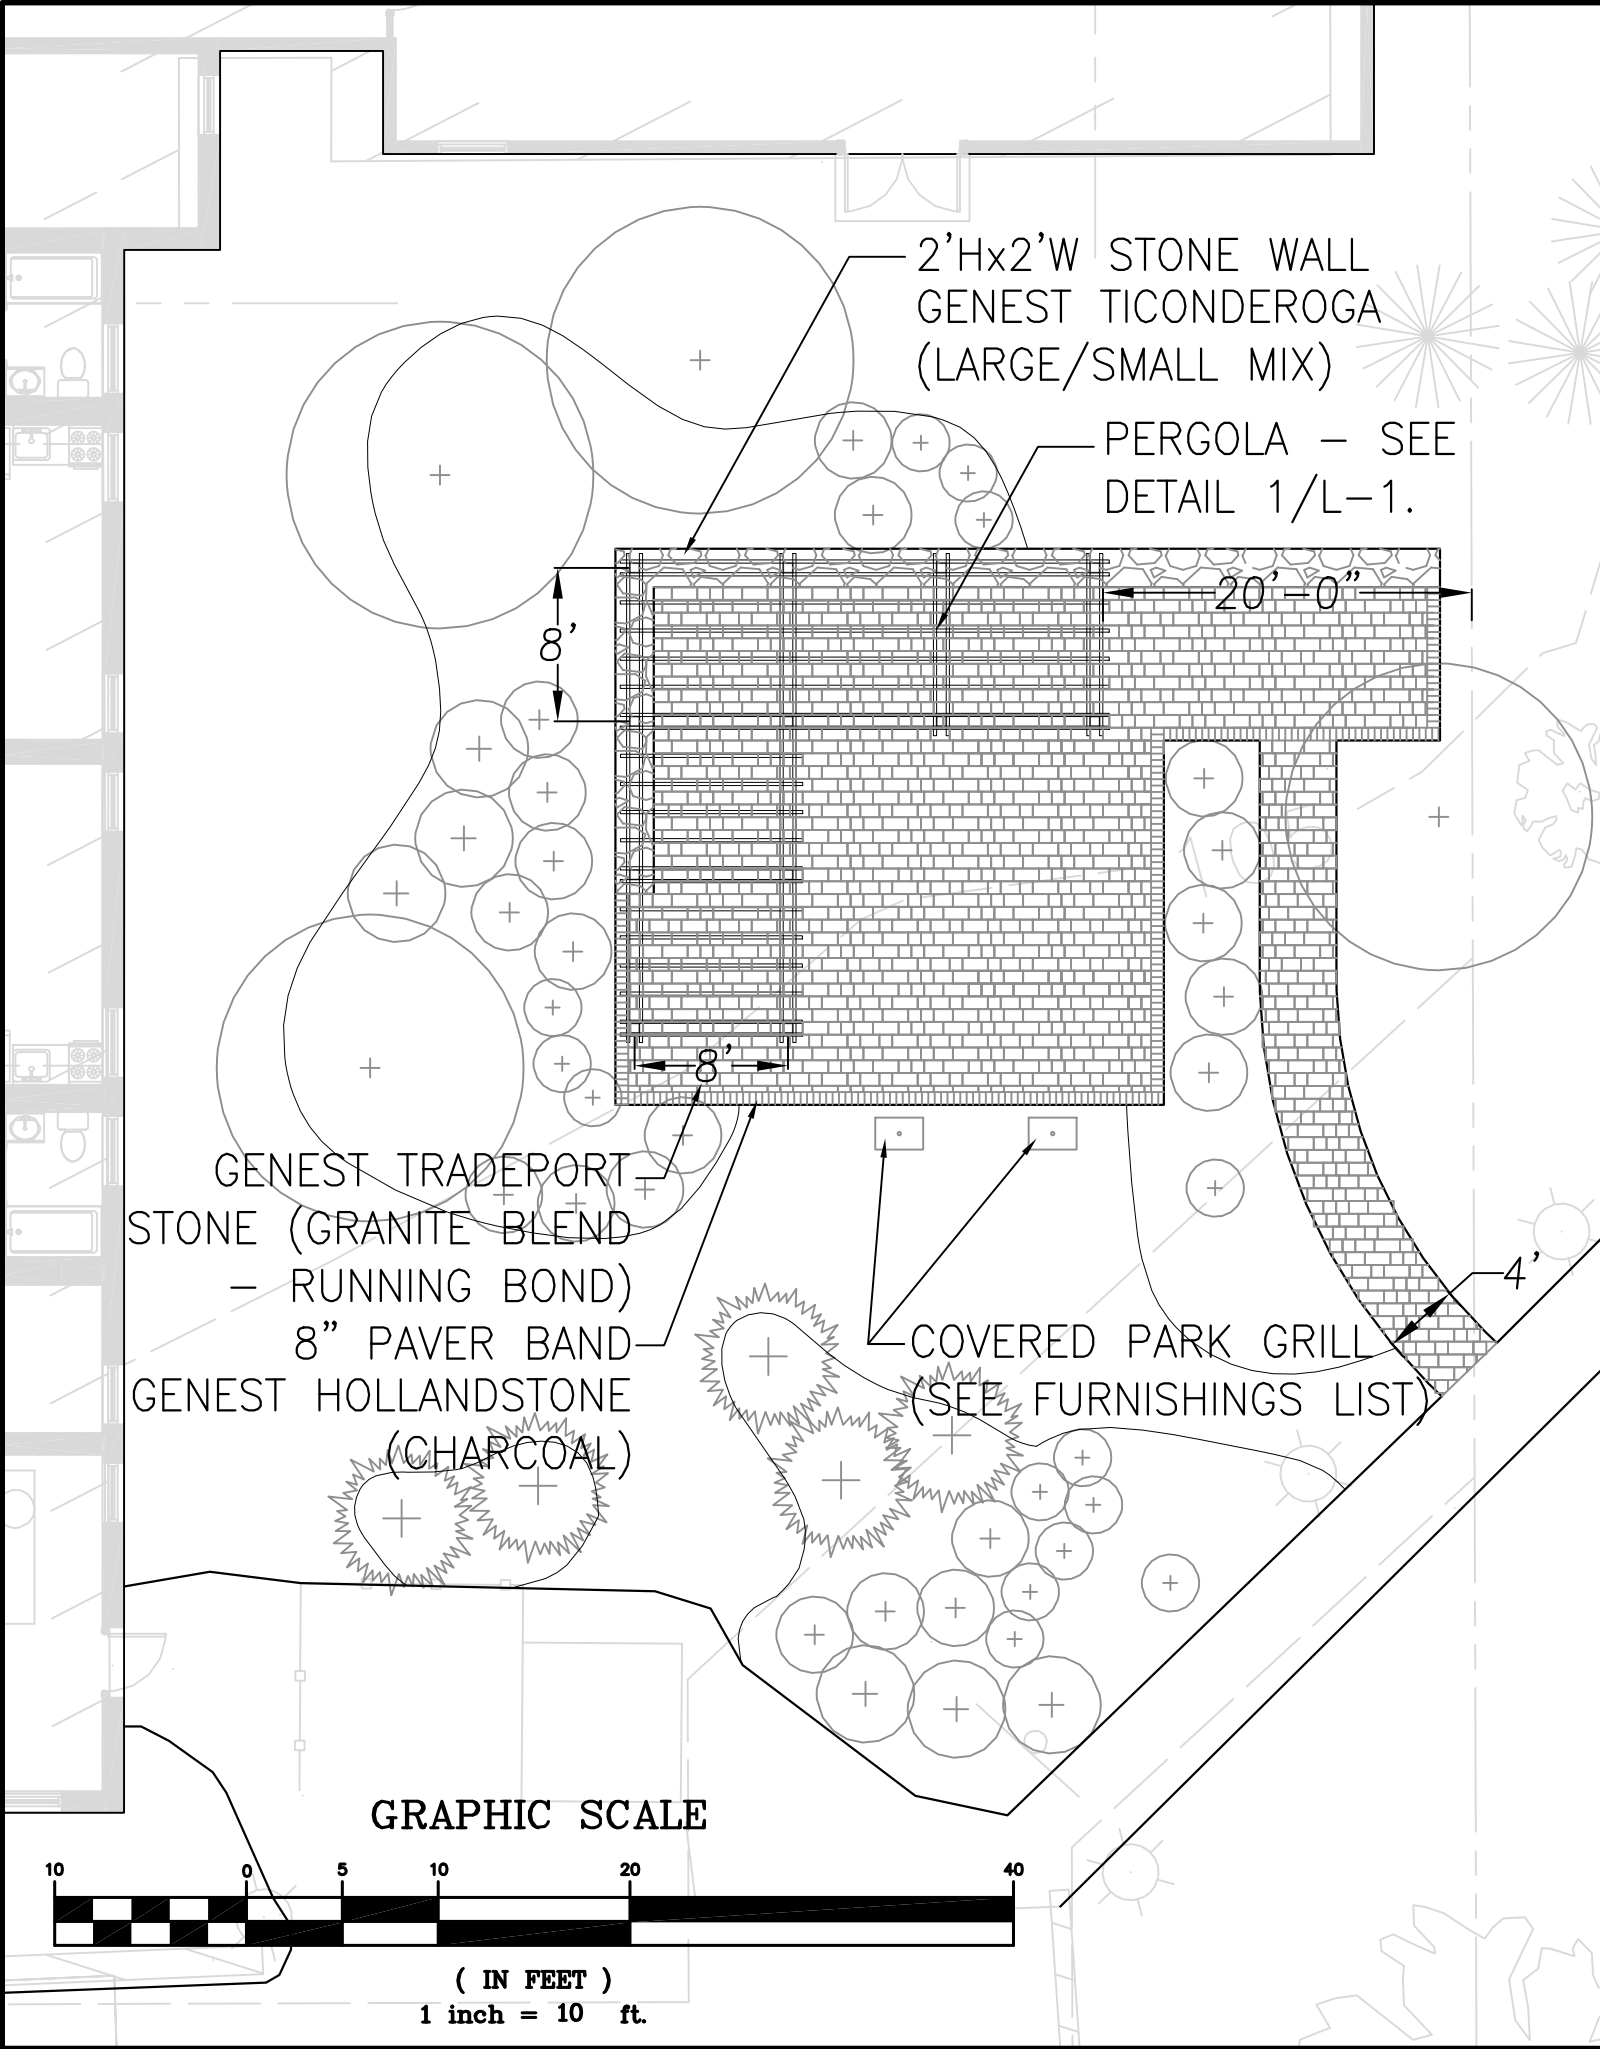 2'Hx2'W STONE WALL
GENEST TICONDEROGA
(LARGE/SMALL MIX)
PERGOLA - SEE
DETAIL 1/L-1.
20'-0"
8'
8'
GENEST TRADEPORT
STONE (GRANITE BLEND
- RUNNING BOND)
8" PAVER BAND
GENEST HOLLANDSTONE
(CHARCOAL)
4'
COVERED PARK GRILL
(SEE FURNISHINGS LIST)
GRAPHIC SCALE
10 0 5 10 20 40
( IN FEET )
1 inch = 10 ft.